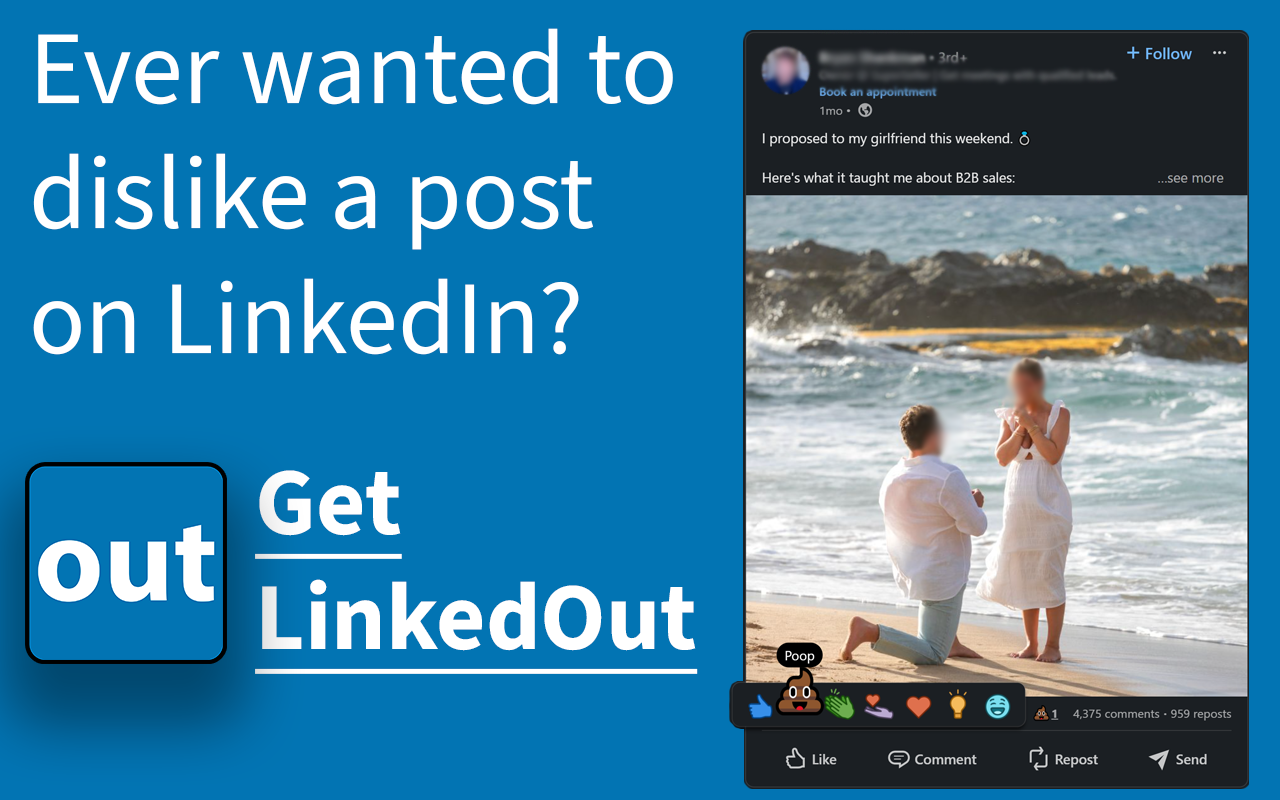 Ever wanted to
dislike a post
on LinkedIn?
out
Get
LinkedOut
• 3rd+
+ Follow
Book an appointment
1mo •
I proposed to my girlfriend this weekend.
Here's what it taught me about B2B sales:
...see more
Poop
1
4,375 comments • 959 reposts
Like
Comment
Repost
Send